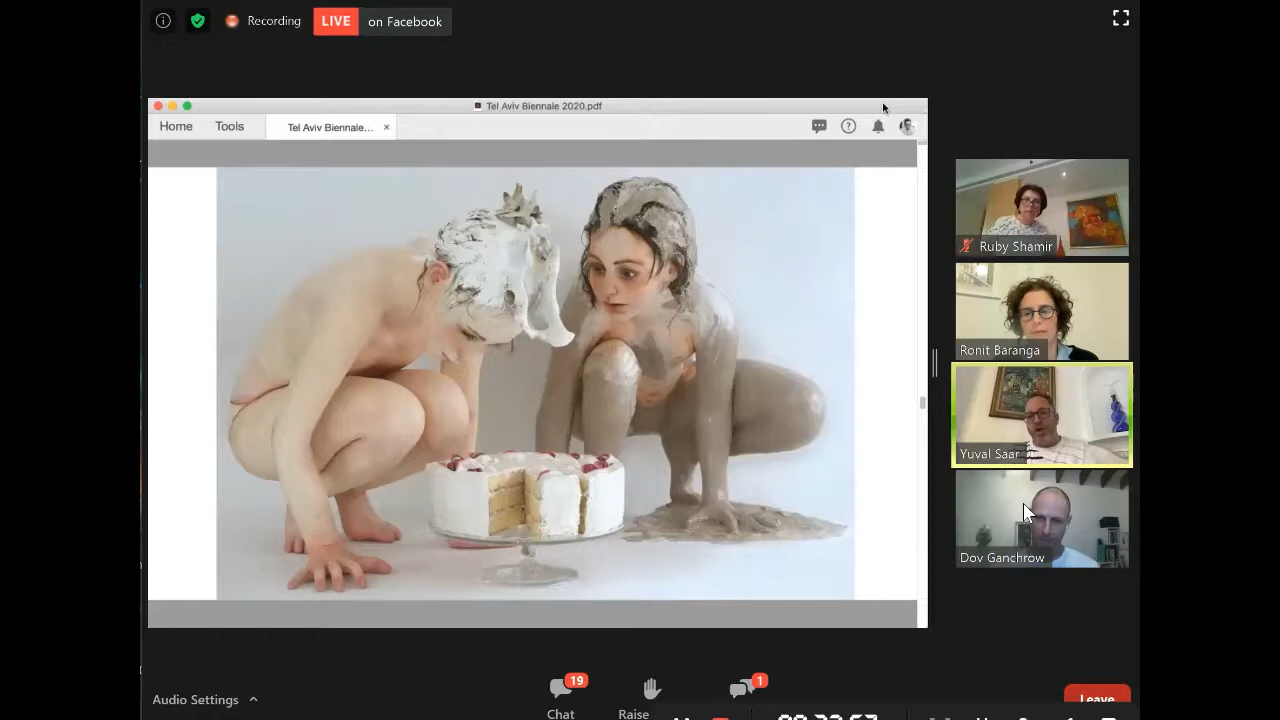 Recording
LIVE on Facebook
Tel Aviv Biennale 2020.pdf
Home Tools Tel Aviv Biennale... ×
Ruby Shamir
Ronit Baranga
Yuval Saar
Dov Ganchrow
Audio Settings
19
Chat
Raise
1
Leave